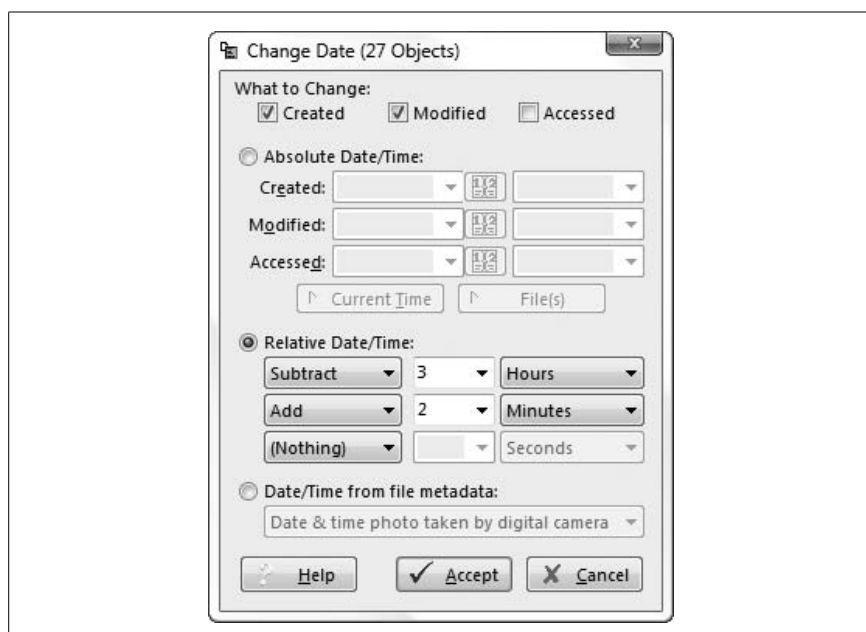 Change Date (27 Objects)
What to Change:
Created Modified Accessed
Absolute Date/Time:
Created:
Modified:
Accessed:
Current Time File(s)
Relative Date/Time:
Subtract 3 Hours
Add 2 Minutes
(Nothing) Seconds
Date/Time from file metadata:
Date & time photo taken by digital camera
Help Accept Cancel